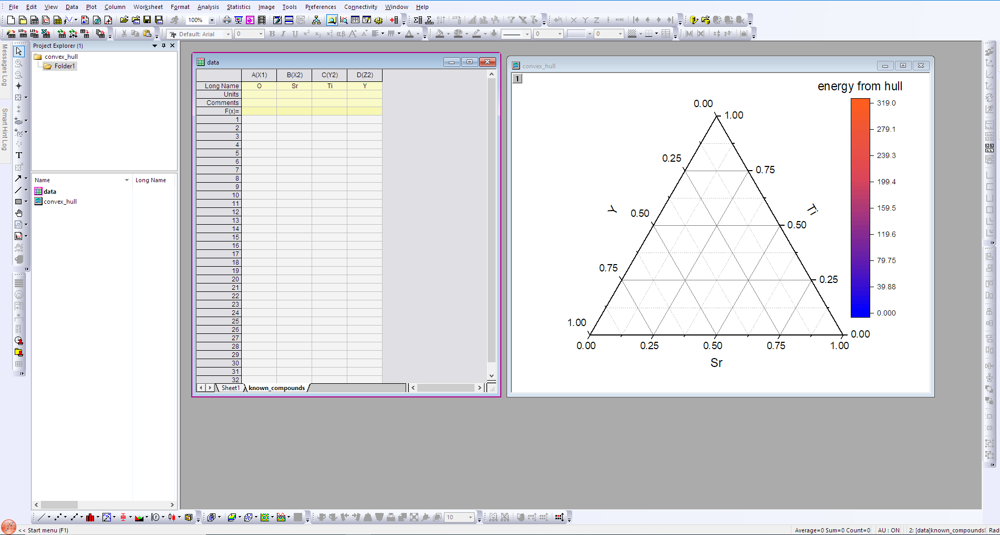 File Edit View Data Plot Column Worksheet Format Analysis Statistics Image Tools Preferences Connectivity Window Help
100%
Default: Arial 0 B I U x² x₂ x₁² αβ A A 0 0
Messages Log
Smart Hint Log
Project Explorer (1)
convex_hull
Folder1
Name Long Name
data
convex_hull
data
A(X1) B(X2) C(Y2) D(Z2)
Long Name O Sr Ti Y
Units
Comments
F(x)=
1
2
3
4
5
6
7
8
9
10
11
12
13
14
15
16
17
18
19
20
21
22
23
24
25
26
27
28
29
30
31
32
Sheet1 known_compounds
convex_hull
1
energy from hull
319.0
279.1
239.3
199.4
159.5
119.6
79.75
39.88
0.000
0.00
1.00
0.25
0.75
Y
Ti
0.50
0.50
0.75
0.25
1.00
0.00
0.00 0.25 0.50 0.75 1.00
Sr
10
<< Start menu (F1)
Average=0 Sum=0 Count=0 AU : ON 2: [data]known_compounds! Rad